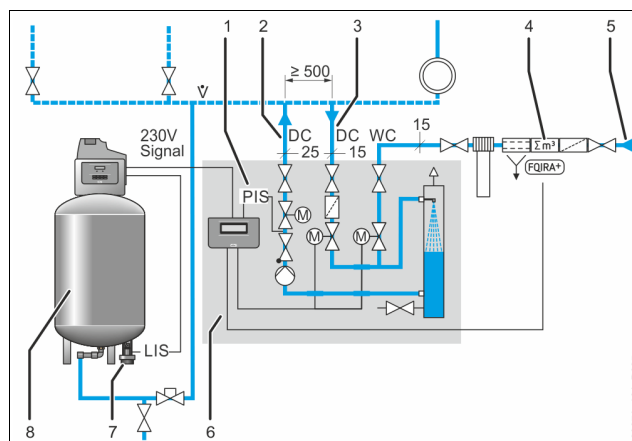 1 2 3 4 5
≥ 500
V̇
230V
Signal
DC DC WC 15
25 15
Σm³
FQIRA+
PIS
M
M M
LIS
8 7 6